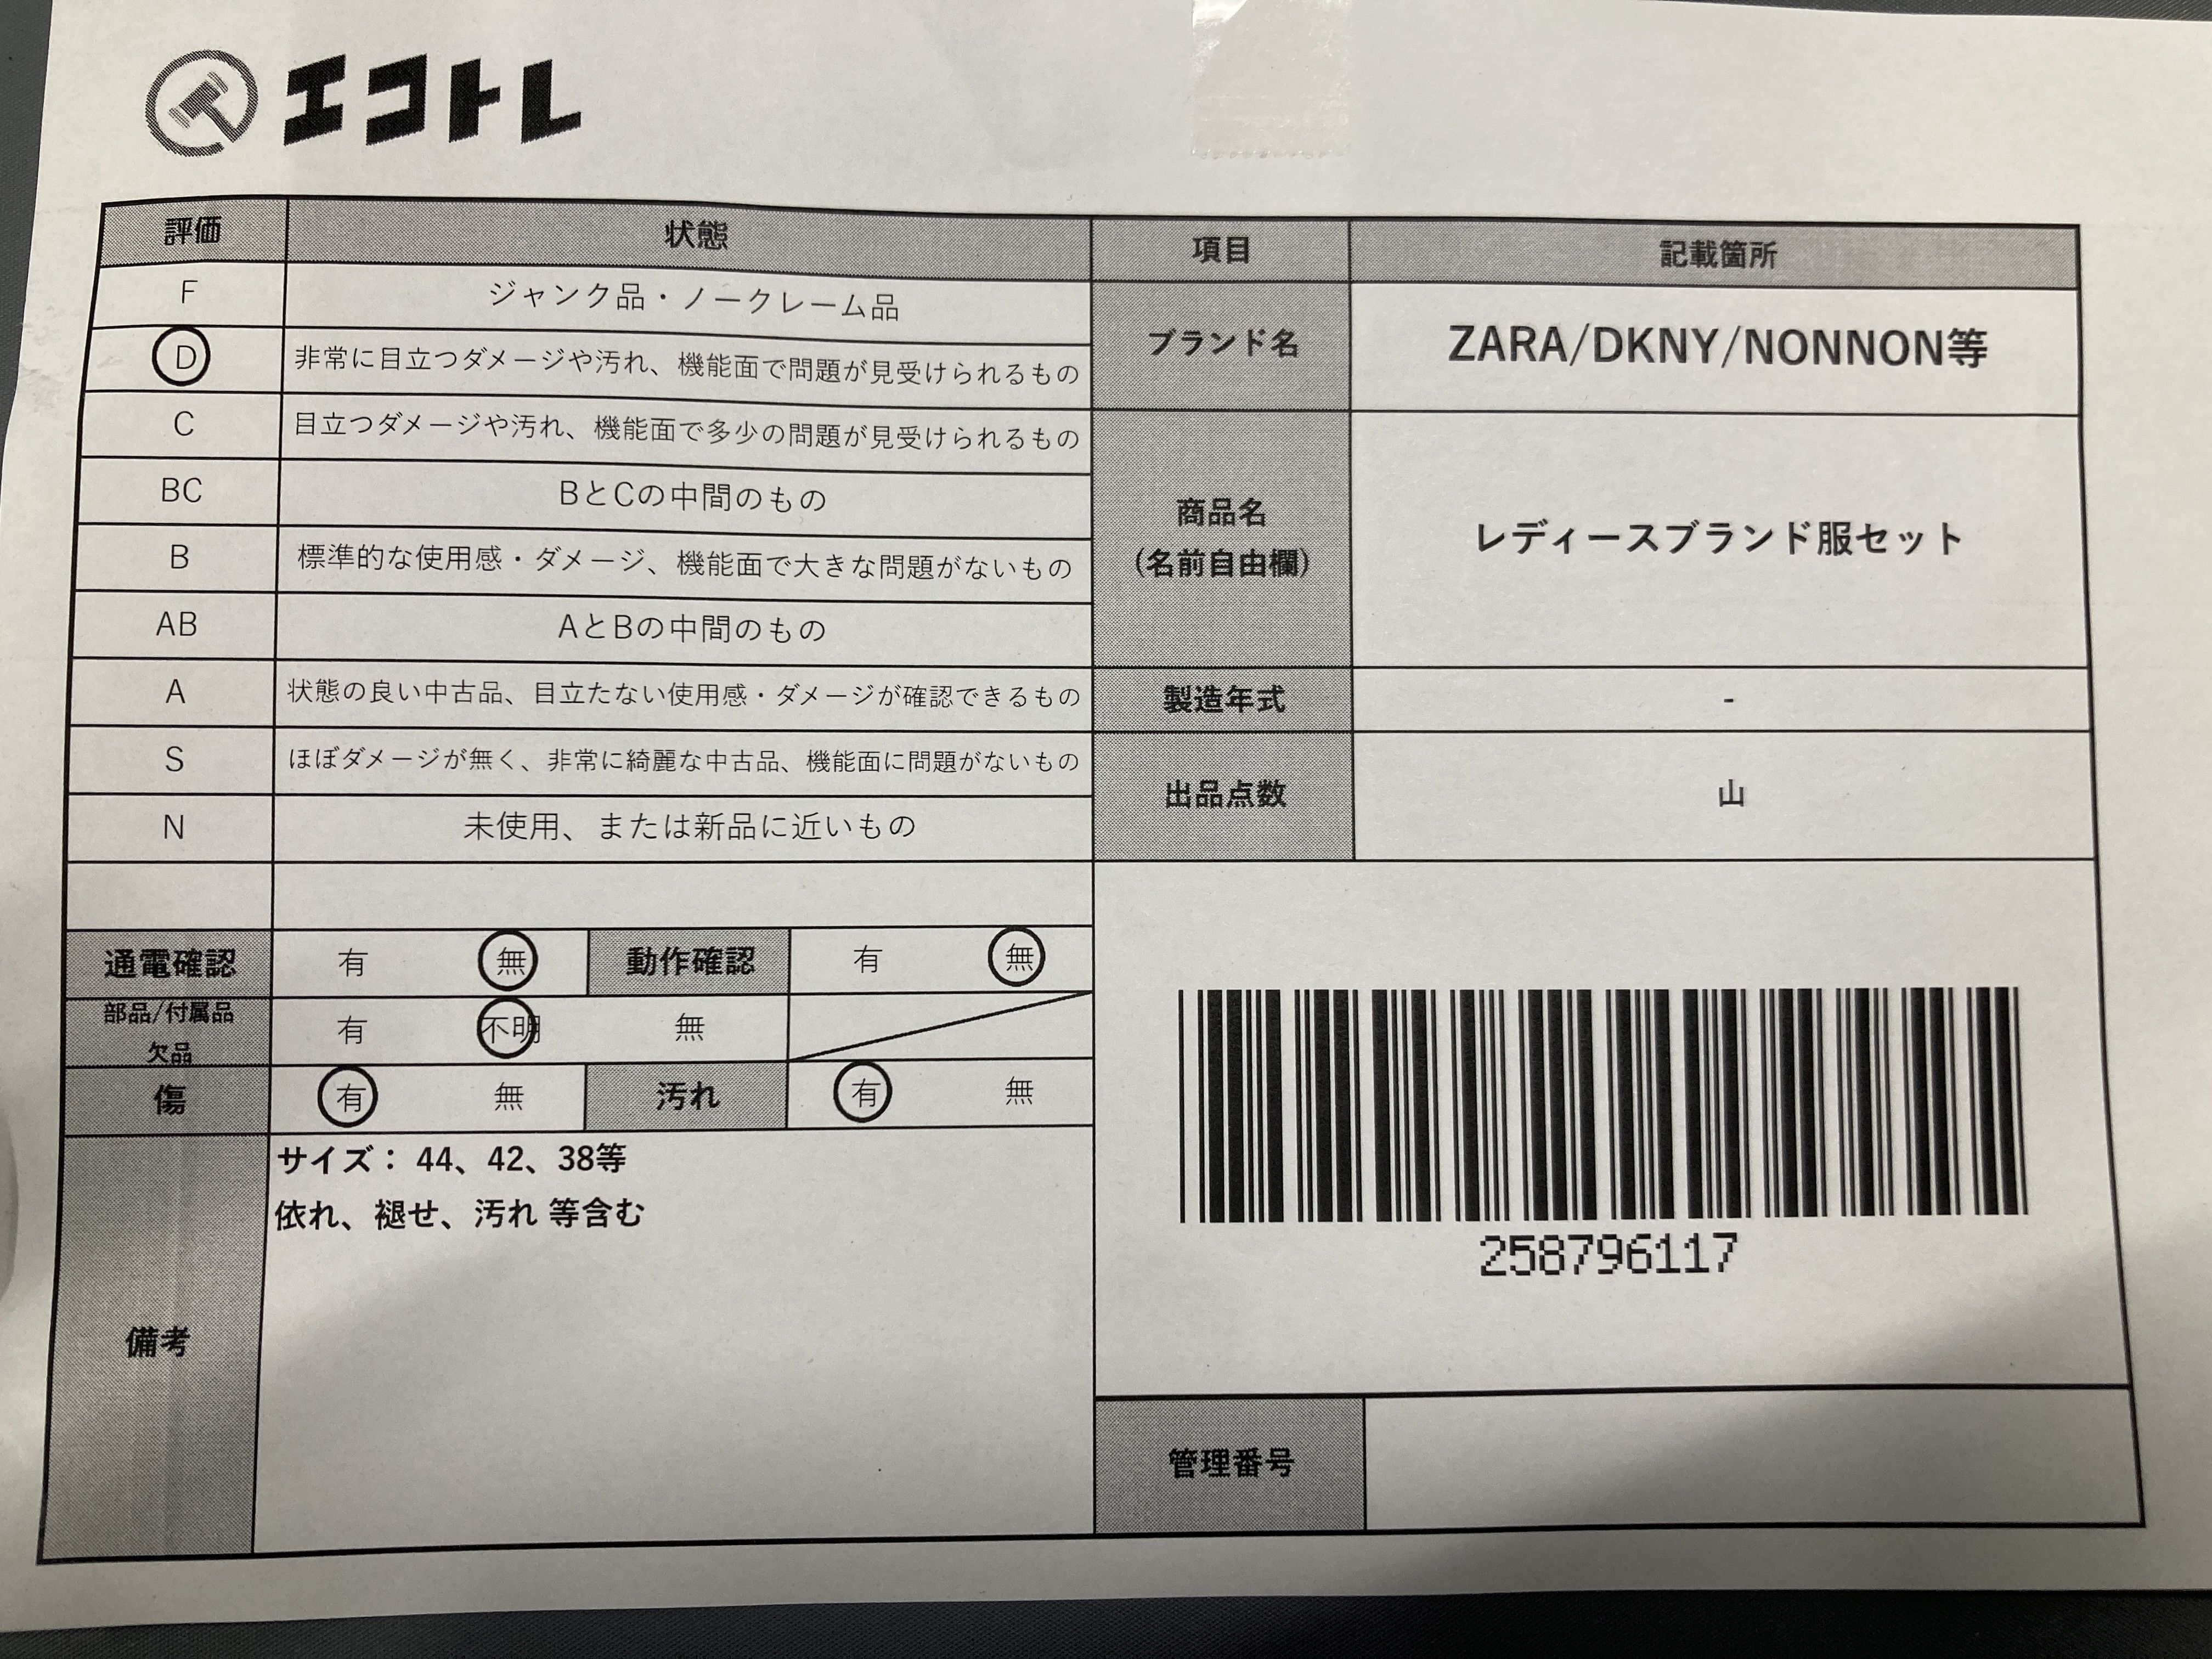 エコトレ
評価 状態
F ジャンク品・ノークレーム品
D 非常に目立つダメージや汚れ、機能面で問題が見受けられるもの
C 目立つダメージや汚れ、機能面で多少の問題が見受けられるもの
BC BとCの中間のもの
B 標準的な使用感・ダメージ、機能面で大きな問題がないもの
AB AとBの中間のもの
A 状態の良い中古品、目立たない使用感・ダメージが確認できるもの
S ほぼダメージが無く、非常に綺麗な中古品、機能面に問題がないもの
N 未使用、または新品に近いもの
通電確認 有 無 動作確認 有 無
部品/付属品
欠品 有 不明 無
傷 有 無 汚れ 有 無
備考
サイズ： 44、42、38等
依れ、褪せ、汚れ 等含む
項目 記載箇所
ブランド名 ZARA/DKNY/NONNON等
商品名
(名前自由欄)
レディースブランド服セット
製造年式 -
出品点数 山
258796117
管理番号